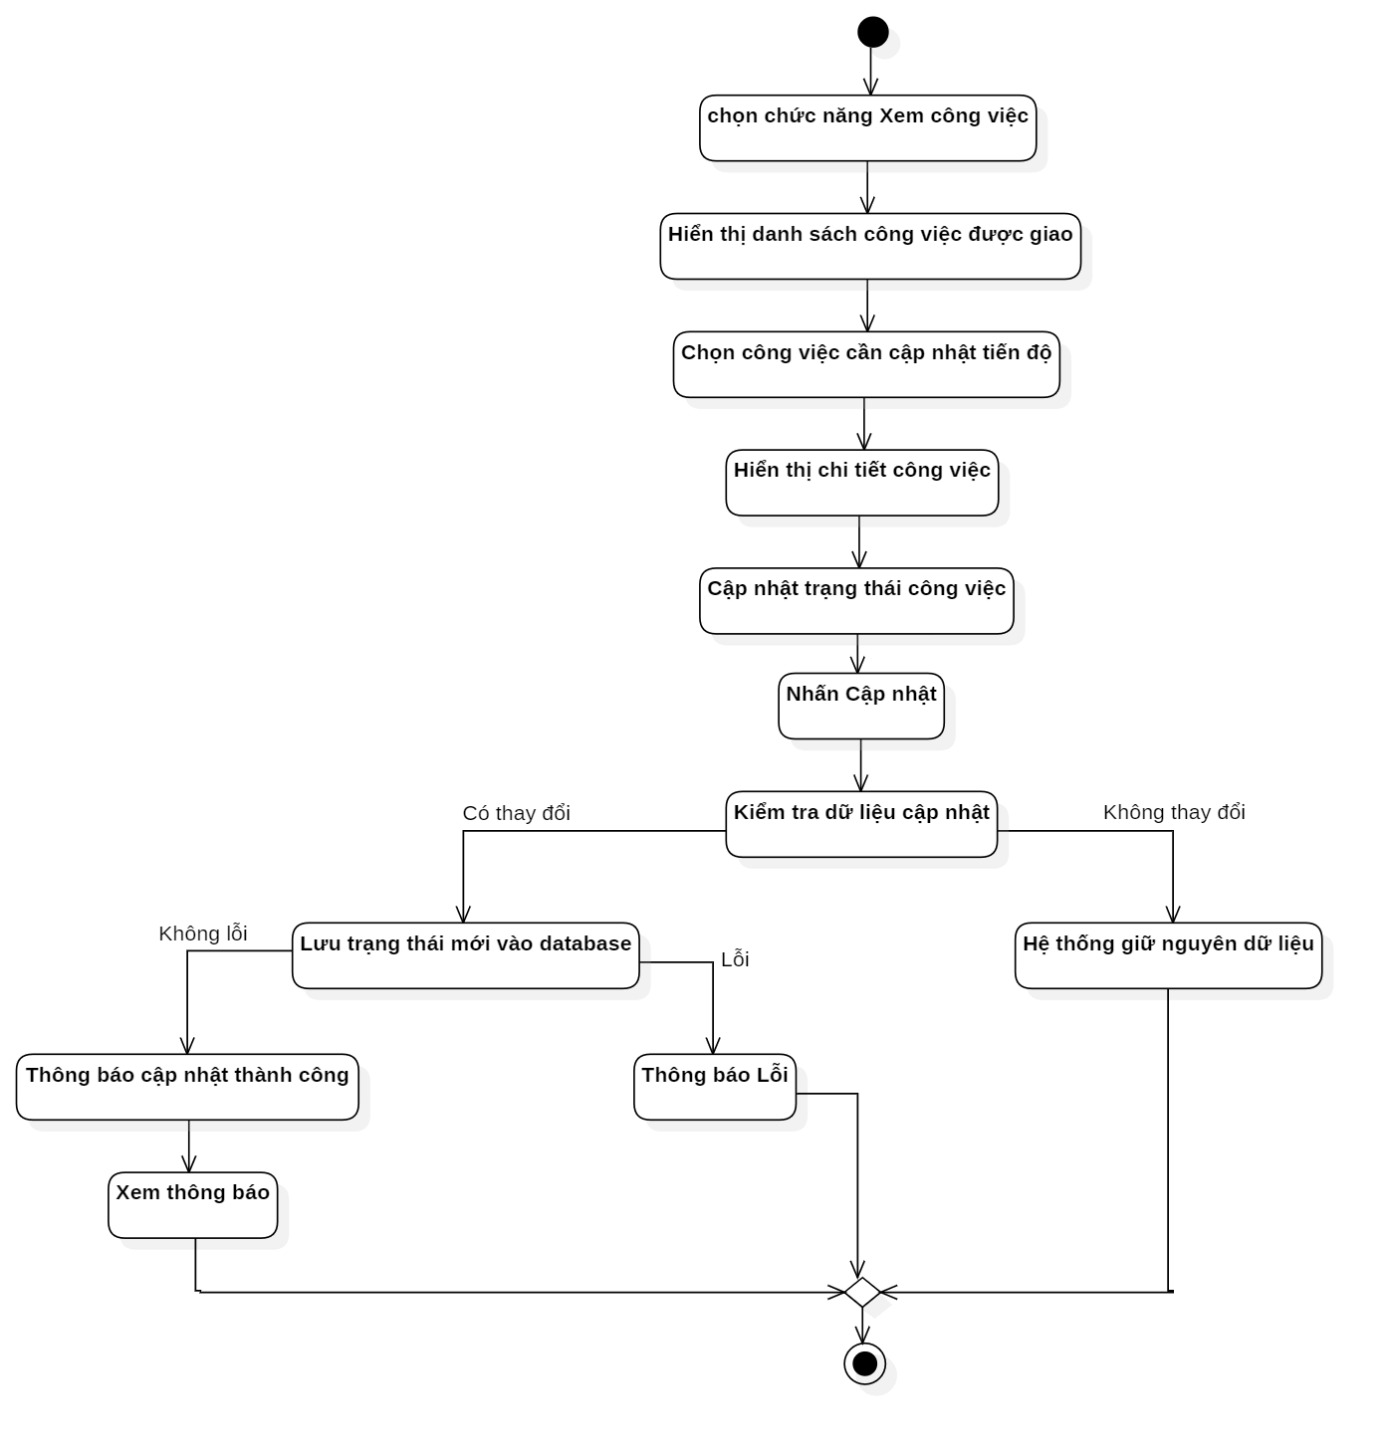 chọn chức năng Xem công việc
Hiển thị danh sách công việc được giao
Chọn công việc cần cập nhật tiến độ
Hiển thị chi tiết công việc
Cập nhật trạng thái công việc
Nhấn Cập nhật
Kiểm tra dữ liệu cập nhật
Có thay đổi
Không thay đổi
Lưu trạng thái mới vào database
Hệ thống giữ nguyên dữ liệu
Không lỗi
Lỗi
Thông báo cập nhật thành công
Thông báo Lỗi
Xem thông báo